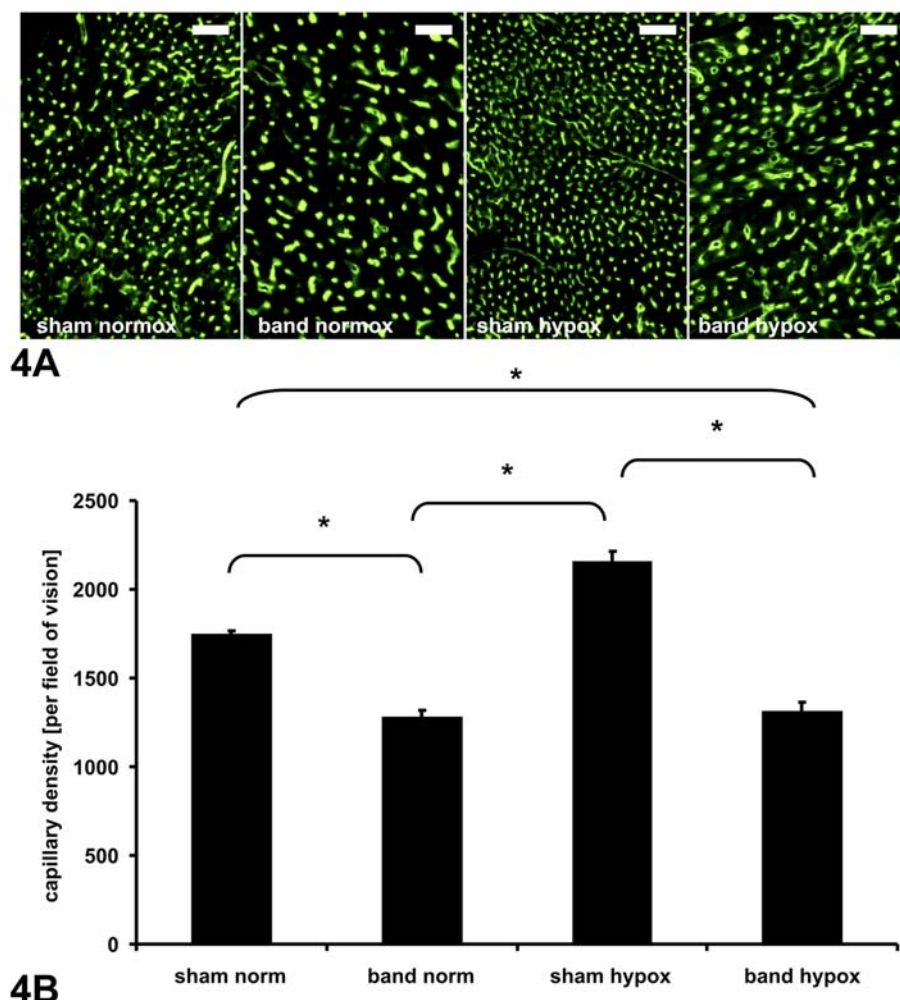 sham normox
band normox
sham hypox
band hypox
4A
*
*
*
*
capillary density [per field of vision]
2500
2000
1500
1000
500
0
sham norm
band norm
sham hypox
band hypox
4B